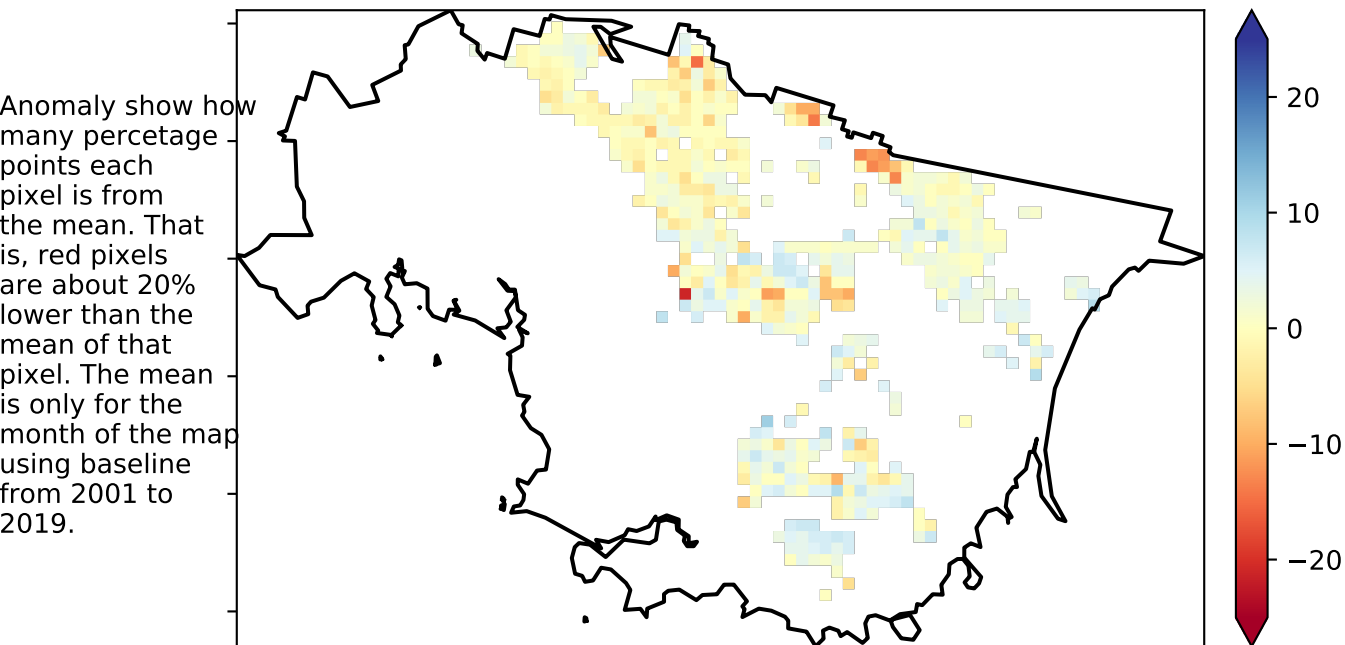 Anomaly show how
many percetage
points each
pixel is from
the mean. That
is, red pixels
are about 20%
lower than the
mean of that
pixel. The mean
is only for the
month of the map
using baseline
from 2001 to
2019.
20
10
0
−10
−20